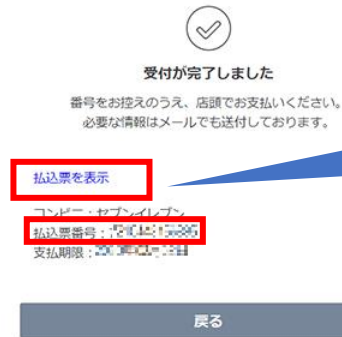 受付が完了しました
番号をお控えのうえ、店頭でお支払いください。
必要な情報はメールでも送付しております。
払込票を表示
コンビニ：セブンイレブン
払込票番号：
支払期限：
戻る